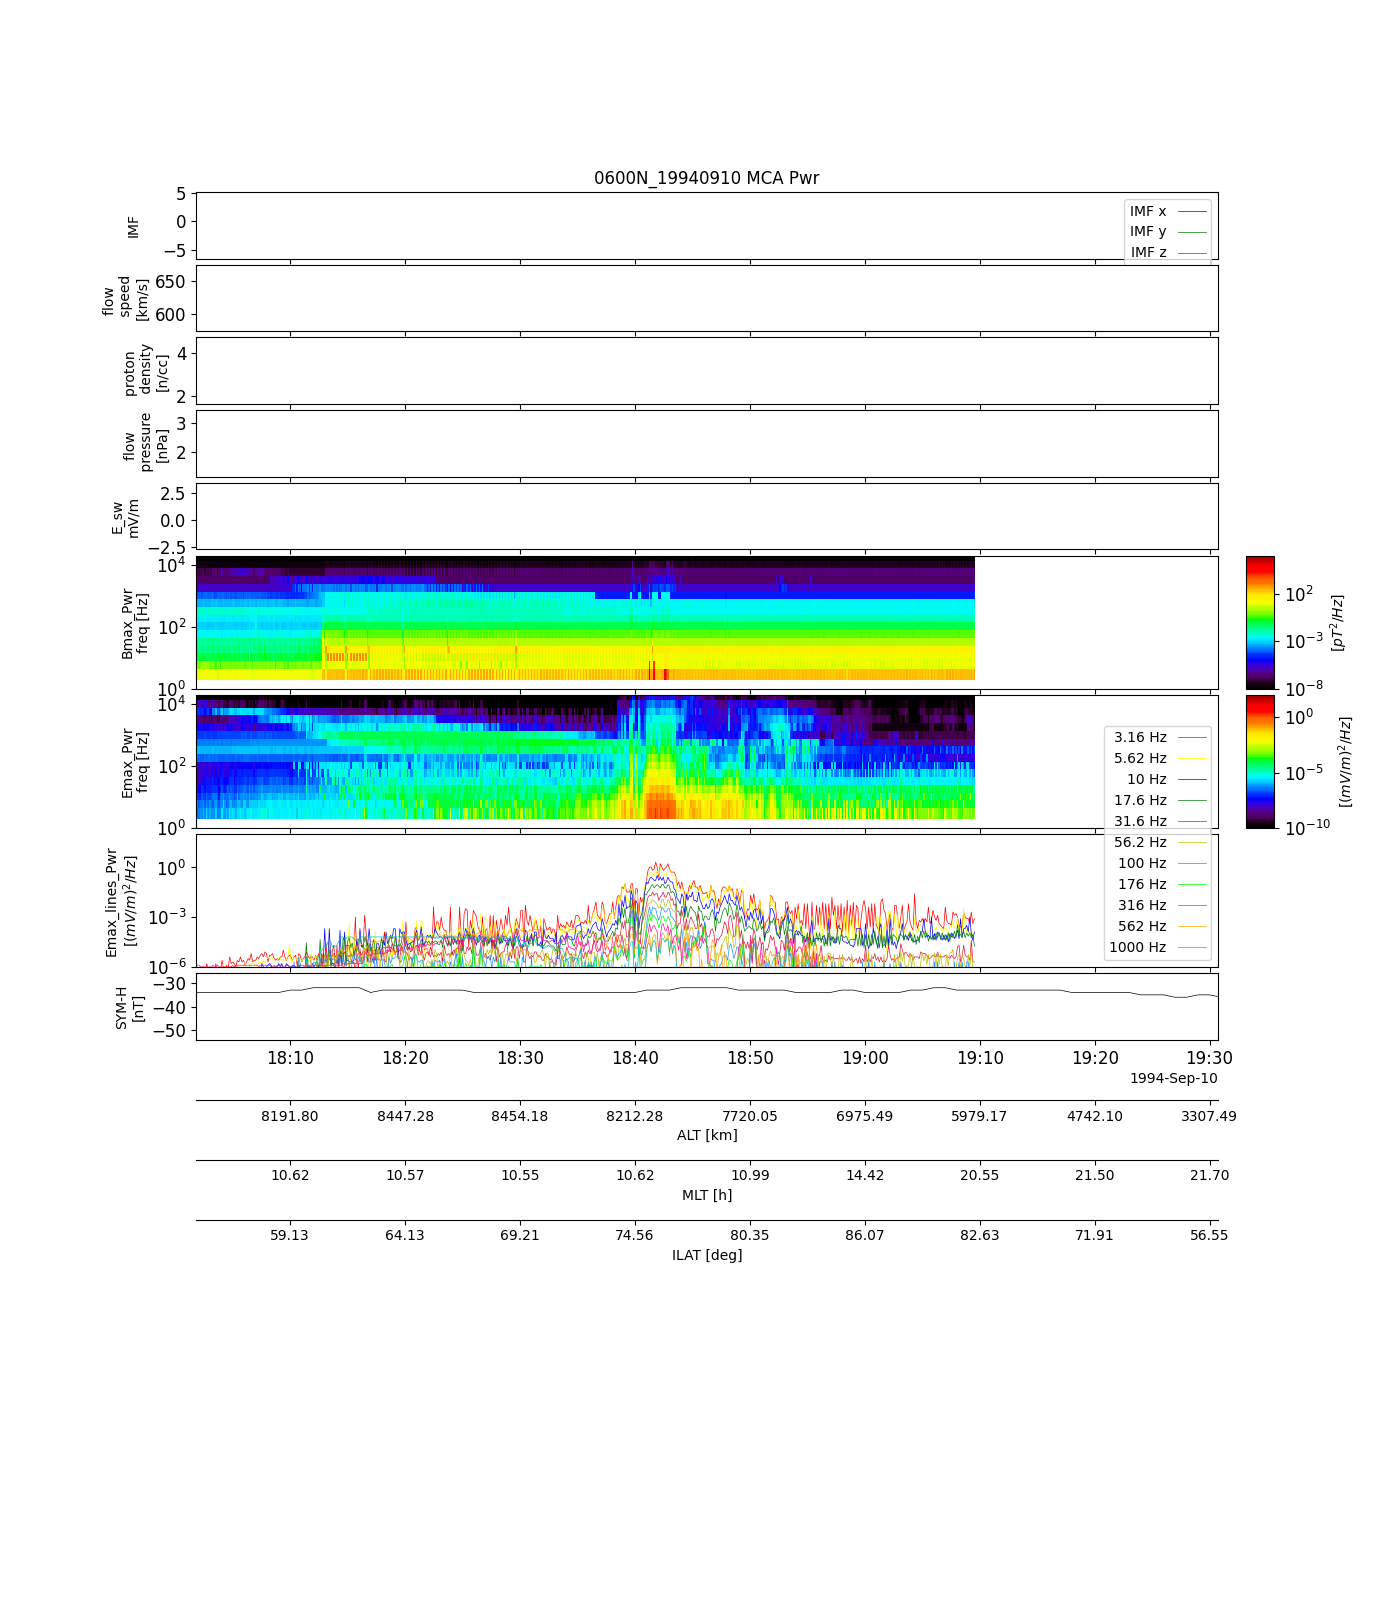 0600N_19940910 MCA Pwr
5
0
−5
IMF
IMF x
IMF y
IMF z
650
600
flow
speed
[km/s]
4
2
proton
density
[n/cc]
3
2
flow
pressure
[nPa]
2.5
0.0
−2.5
E_sw
mV/m
10^4
10^2
10^0
Bmax_Pwr
freq [Hz]
10^2
10^−3
10^−8
[pT^2/Hz]
10^4
10^2
10^0
Emax_Pwr
freq [Hz]
10^0
10^−5
10^−10
[(mV/m)^2/Hz]
3.16 Hz
5.62 Hz
10 Hz
17.6 Hz
31.6 Hz
56.2 Hz
100 Hz
176 Hz
316 Hz
562 Hz
1000 Hz
10^0
10^−3
10^−6
Emax_lines_Pwr
[(mV/m)^2/Hz]
−30
−40
−50
SYM-H
[nT]
18:10 18:20 18:30 18:40 18:50 19:00 19:10 19:20 19:30
1994-Sep-10
8191.80 8447.28 8454.18 8212.28 7720.05 6975.49 5979.17 4742.10 3307.49
ALT [km]
10.62 10.57 10.55 10.62 10.99 14.42 20.55 21.50 21.70
MLT [h]
59.13 64.13 69.21 74.56 80.35 86.07 82.63 71.91 56.55
ILAT [deg]